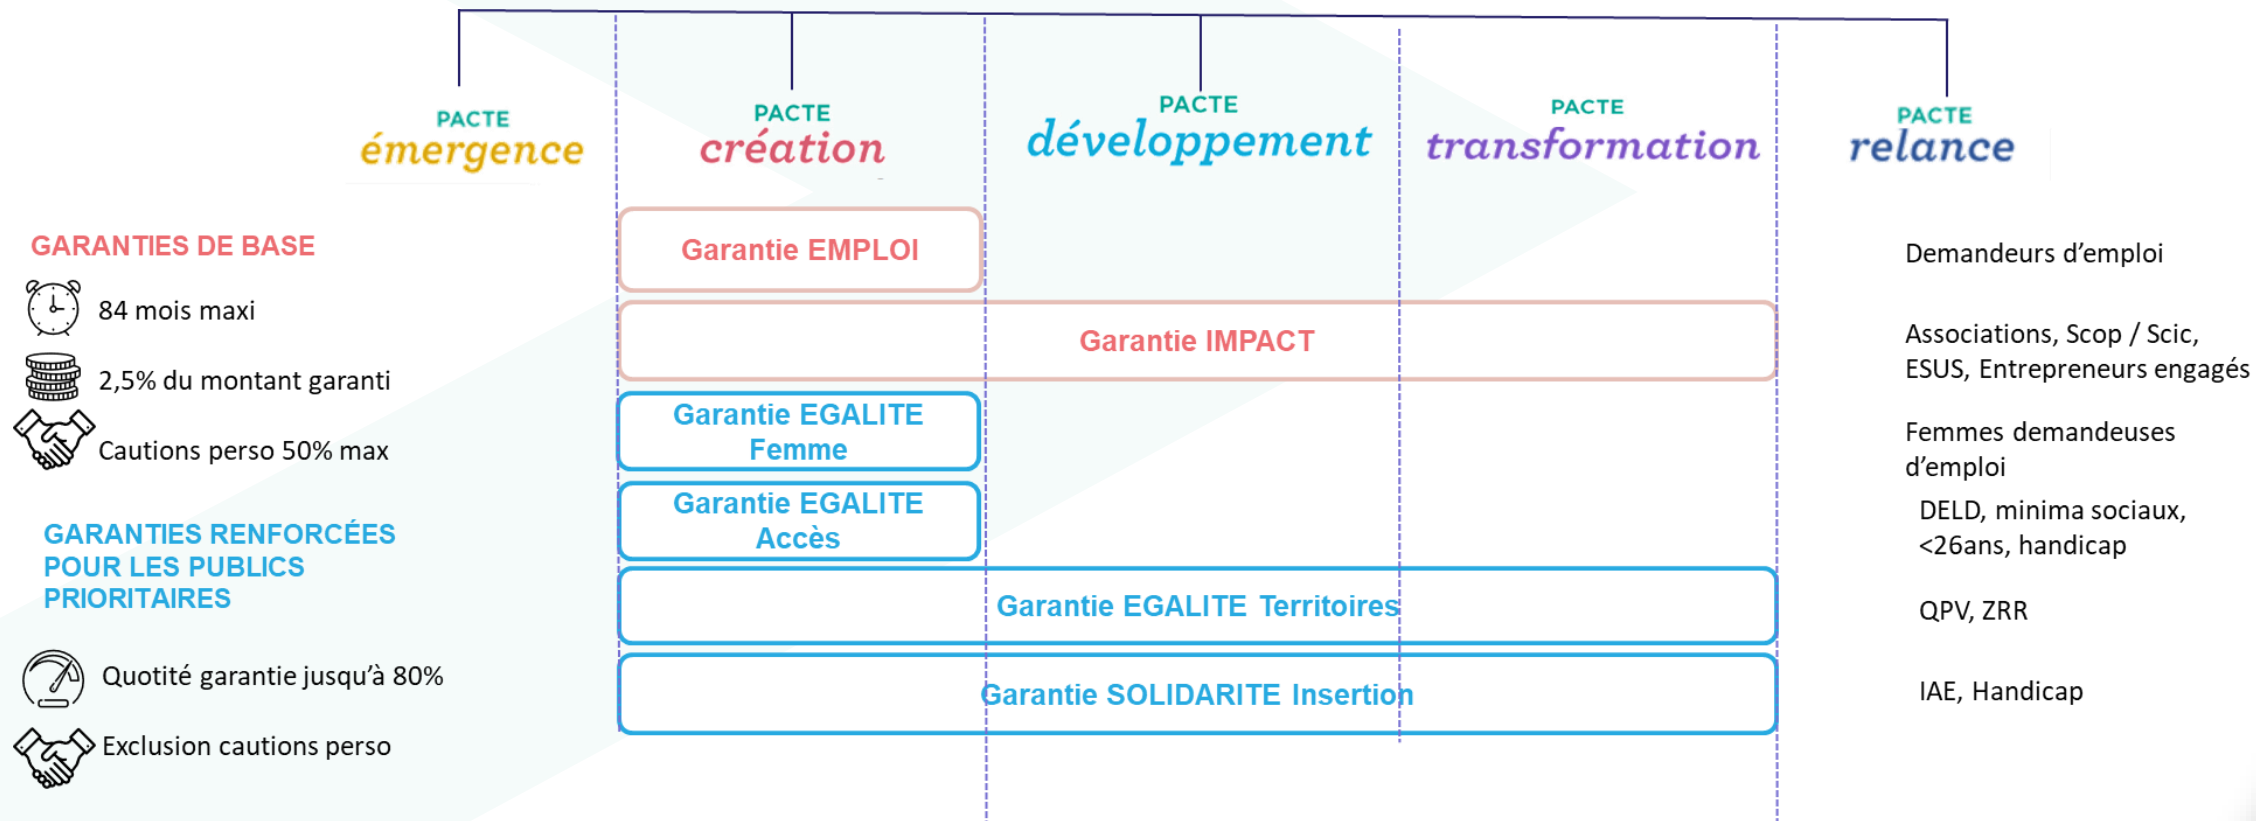 PACTE
émergence
PACTE
création
PACTE
développement
PACTE
transformation
PACTE
relance
GARANTIES DE BASE
84 mois maxi
2,5% du montant garanti
Cautions perso 50% max
GARANTIES RENFORCÉES
POUR LES PUBLICS
PRIORITAIRES
Quotité garantie jusqu’à 80%
Exclusion cautions perso
Garantie EMPLOI
Demandeurs d’emploi
Garantie IMPACT
Associations, Scop / Scic,
ESUS, Entrepreneurs engagés
Garantie EGALITE
Femme
Femmes demandeuses
d’emploi
Garantie EGALITE
Accès
DELD, minima sociaux,
<26ans, handicap
Garantie EGALITE Territoires
QPV, ZRR
Garantie SOLIDARITE Insertion
IAE, Handicap